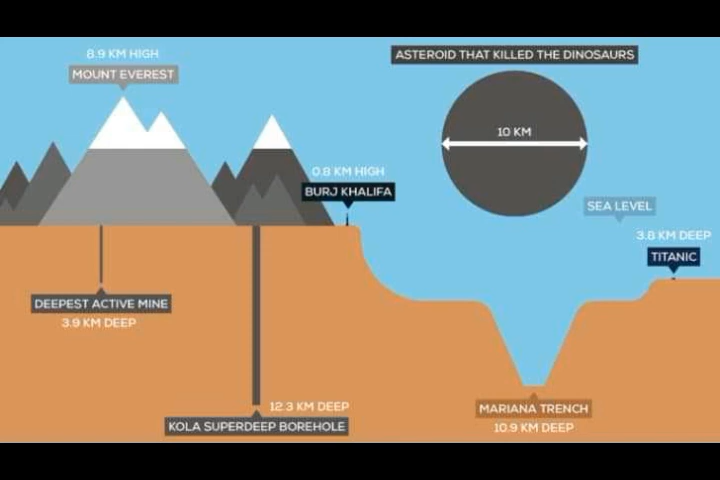 8.9 KM HIGH
MOUNT EVEREST
ASTEROID THAT KILLED THE DINOSAURS
10 KM
0.8 KM HIGH
BURJ KHALIFA
SEA LEVEL
3.8 KM DEEP
TITANIC
DEEPEST ACTIVE MINE
3.9 KM DEEP
12.3 KM DEEP
KOLA SUPERDEEP BOREHOLE
MARIANA TRENCH
10.9 KM DEEP